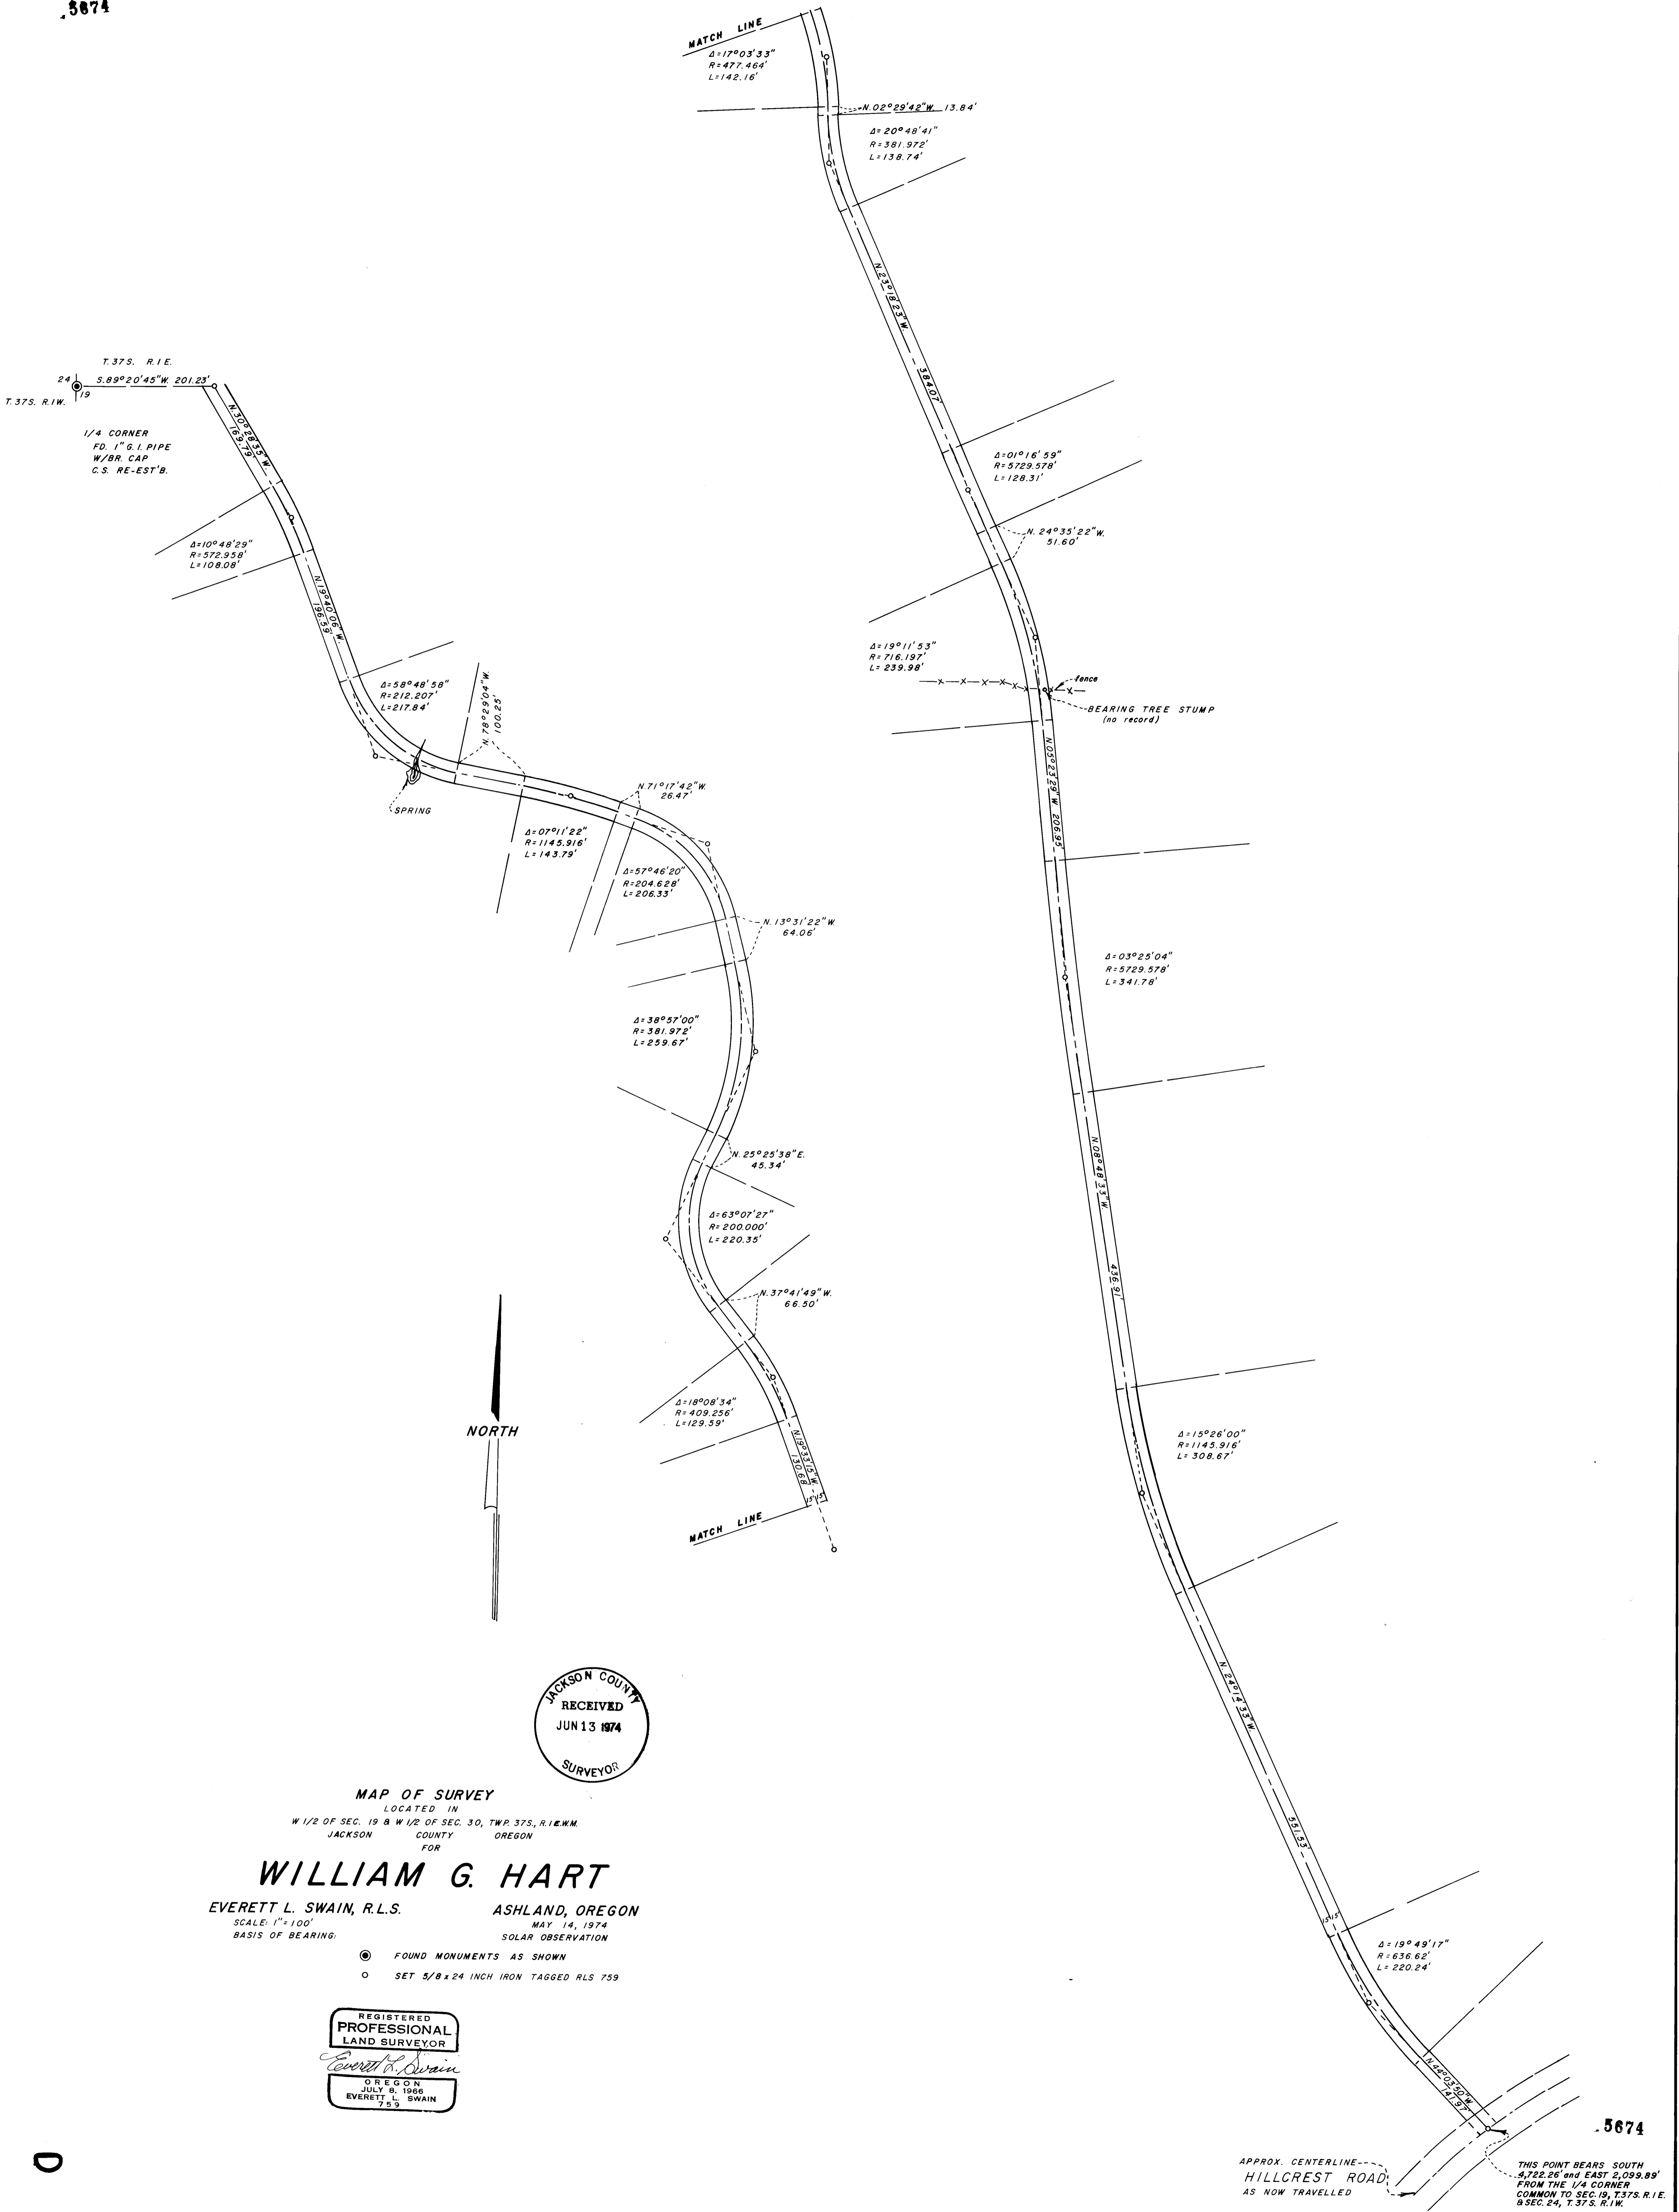 5674
MATCH LINE
Δ=17°03'33"
R=477.464'
L=142.16'
N.02°29'42"W. 13.84'
Δ=20°48'41"
R=381.972'
L=138.74'
N.23°18'23"W.
384.07'
T.37S. R.1E.
24
S.89°20'45"W. 201.23'
19
T.37S. R.1W.
1/4 CORNER
FD. 1" G.I. PIPE
W/BR. CAP
C.S. RE-EST'B.
N.30°28'35"W.
169.79
Δ=10°48'29"
R=572.958'
L=108.08'
N.19°40'06"W.
196.59
Δ=01°16'59"
R=5729.578'
L=128.31'
N.24°35'22"W.
51.60'
Δ=19°11'53"
R=716.197'
L=239.98'
fence
BEARING TREE STUMP
(no record)
Δ=58°48'58"
R=212.207'
L=217.84'
N.78°29'04"W.
100.25'
SPRING
N.71°17'42"W.
26.47'
Δ=07°11'22"
R=1145.916'
L=143.79'
Δ=57°46'20"
R=204.628'
L=206.33'
N.05°23'29"W. 206.95'
N.13°31'22"W.
64.06'
Δ=03°25'04"
R=5729.578'
L=341.78'
Δ=38°57'00"
R=381.972'
L=259.67'
N.25°25'38"E.
45.34'
N.08°48'33"W.
436.91'
Δ=63°07'27"
R=200.000'
L=220.35'
N.37°41'49"W.
66.50'
Δ=18°08'34"
R=409.256'
L=129.59'
N.19°33'15"W.
130.68
15' 15'
MATCH LINE
NORTH
Δ=15°26'00"
R=1145.916'
L=308.67'
N.24°14'33"W.
551.53'
15' 15'
Δ=19°49'17"
R=636.62'
L=220.24'
N.44°03'50"W.
141.97'
JACKSON COUNTY
RECEIVED
JUN 13 1974
SURVEYOR
MAP OF SURVEY
LOCATED IN
W 1/2 OF SEC. 19 & W 1/2 OF SEC. 30, TWP. 37S., R.1E.W.M.
JACKSON COUNTY OREGON
FOR
WILLIAM G. HART
EVERETT L. SWAIN, R.L.S. ASHLAND, OREGON
SCALE: 1"=100' MAY 14, 1974
BASIS OF BEARING: SOLAR OBSERVATION
FOUND MONUMENTS AS SHOWN
SET 5/8 x 24 INCH IRON TAGGED RLS 759
REGISTERED
PROFESSIONAL
LAND SURVEYOR
Everett L. Swain
OREGON
JULY 8, 1966
EVERETT L. SWAIN
759
D
5674
APPROX. CENTERLINE
HILLCREST ROAD
AS NOW TRAVELLED
THIS POINT BEARS SOUTH
4,722.26' and EAST 2,099.89'
FROM THE 1/4 CORNER
COMMON TO SEC. 19, T.37S. R.1E.
& SEC. 24, T.37S. R.1W.